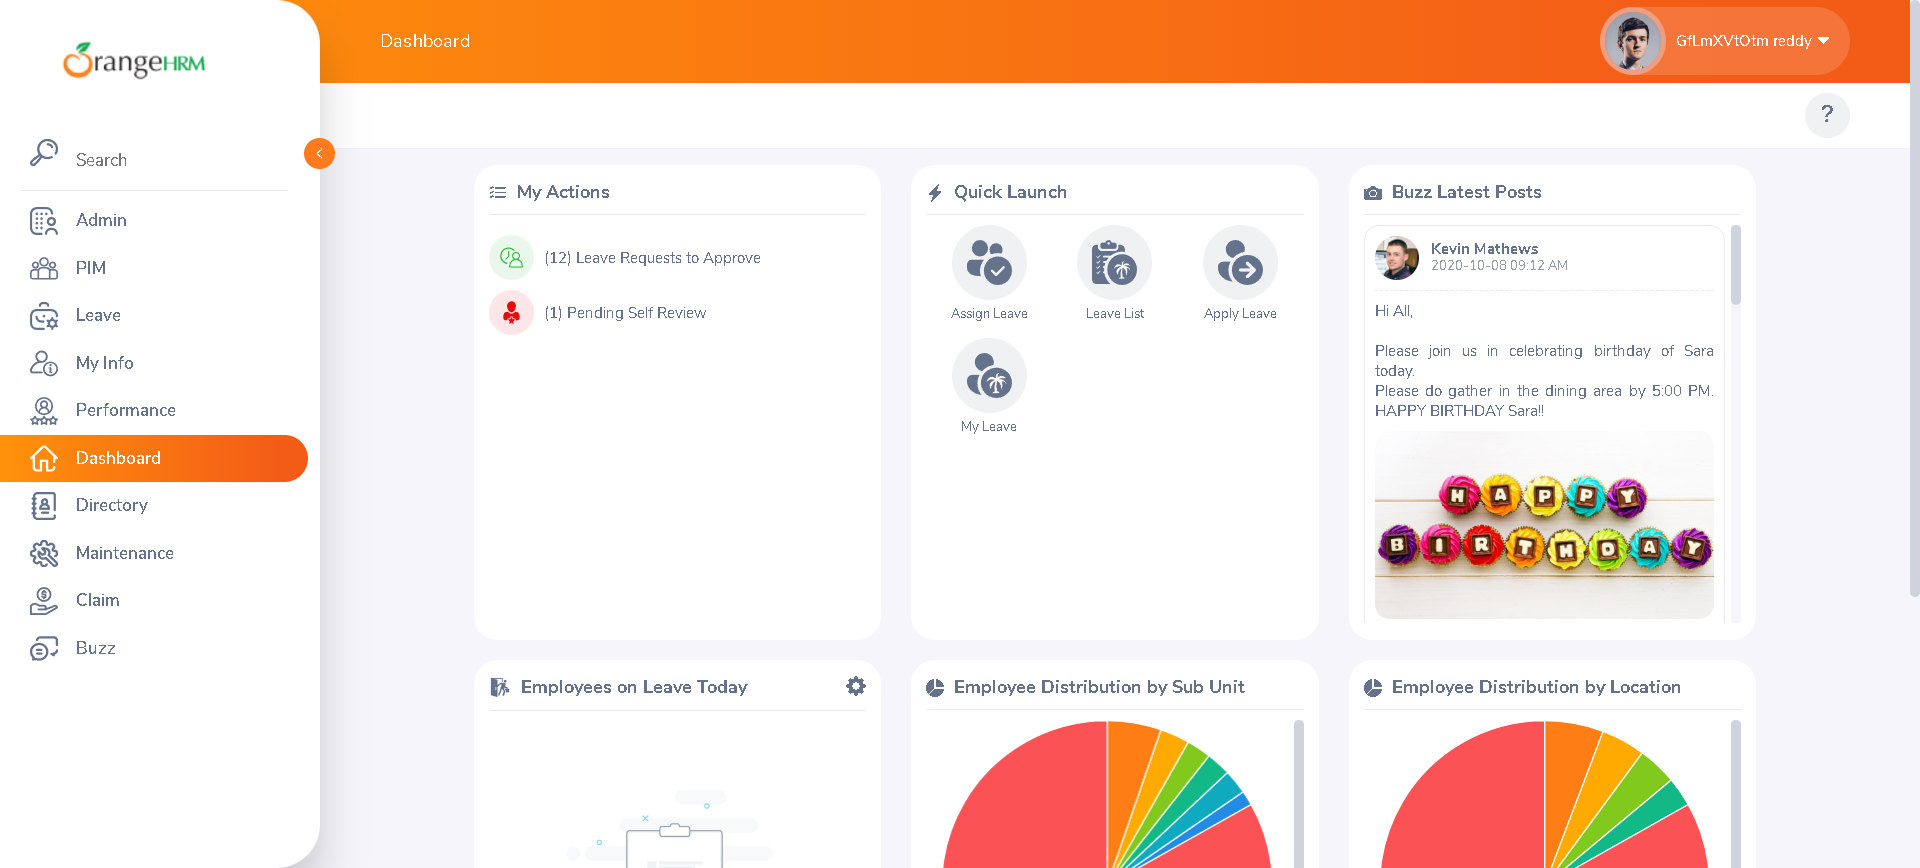 OrangeHRM
Search
Admin
PIM
Leave
My Info
Performance
Dashboard
Directory
Maintenance
Claim
Buzz
Dashboard
GfLmXVtOtm reddy
?
My Actions
(12) Leave Requests to Approve
(1) Pending Self Review
Quick Launch
Assign Leave
Leave List
Apply Leave
My Leave
Buzz Latest Posts
Kevin Mathews
2020-10-08 09:12 AM
Hi All,
Please join us in celebrating birthday of Sara
today.
Please do gather in the dining area by 5:00 PM.
HAPPY BIRTHDAY Sara!!
HAPPY
BIRTHDAY
Employees on Leave Today
Employee Distribution by Sub Unit
Employee Distribution by Location